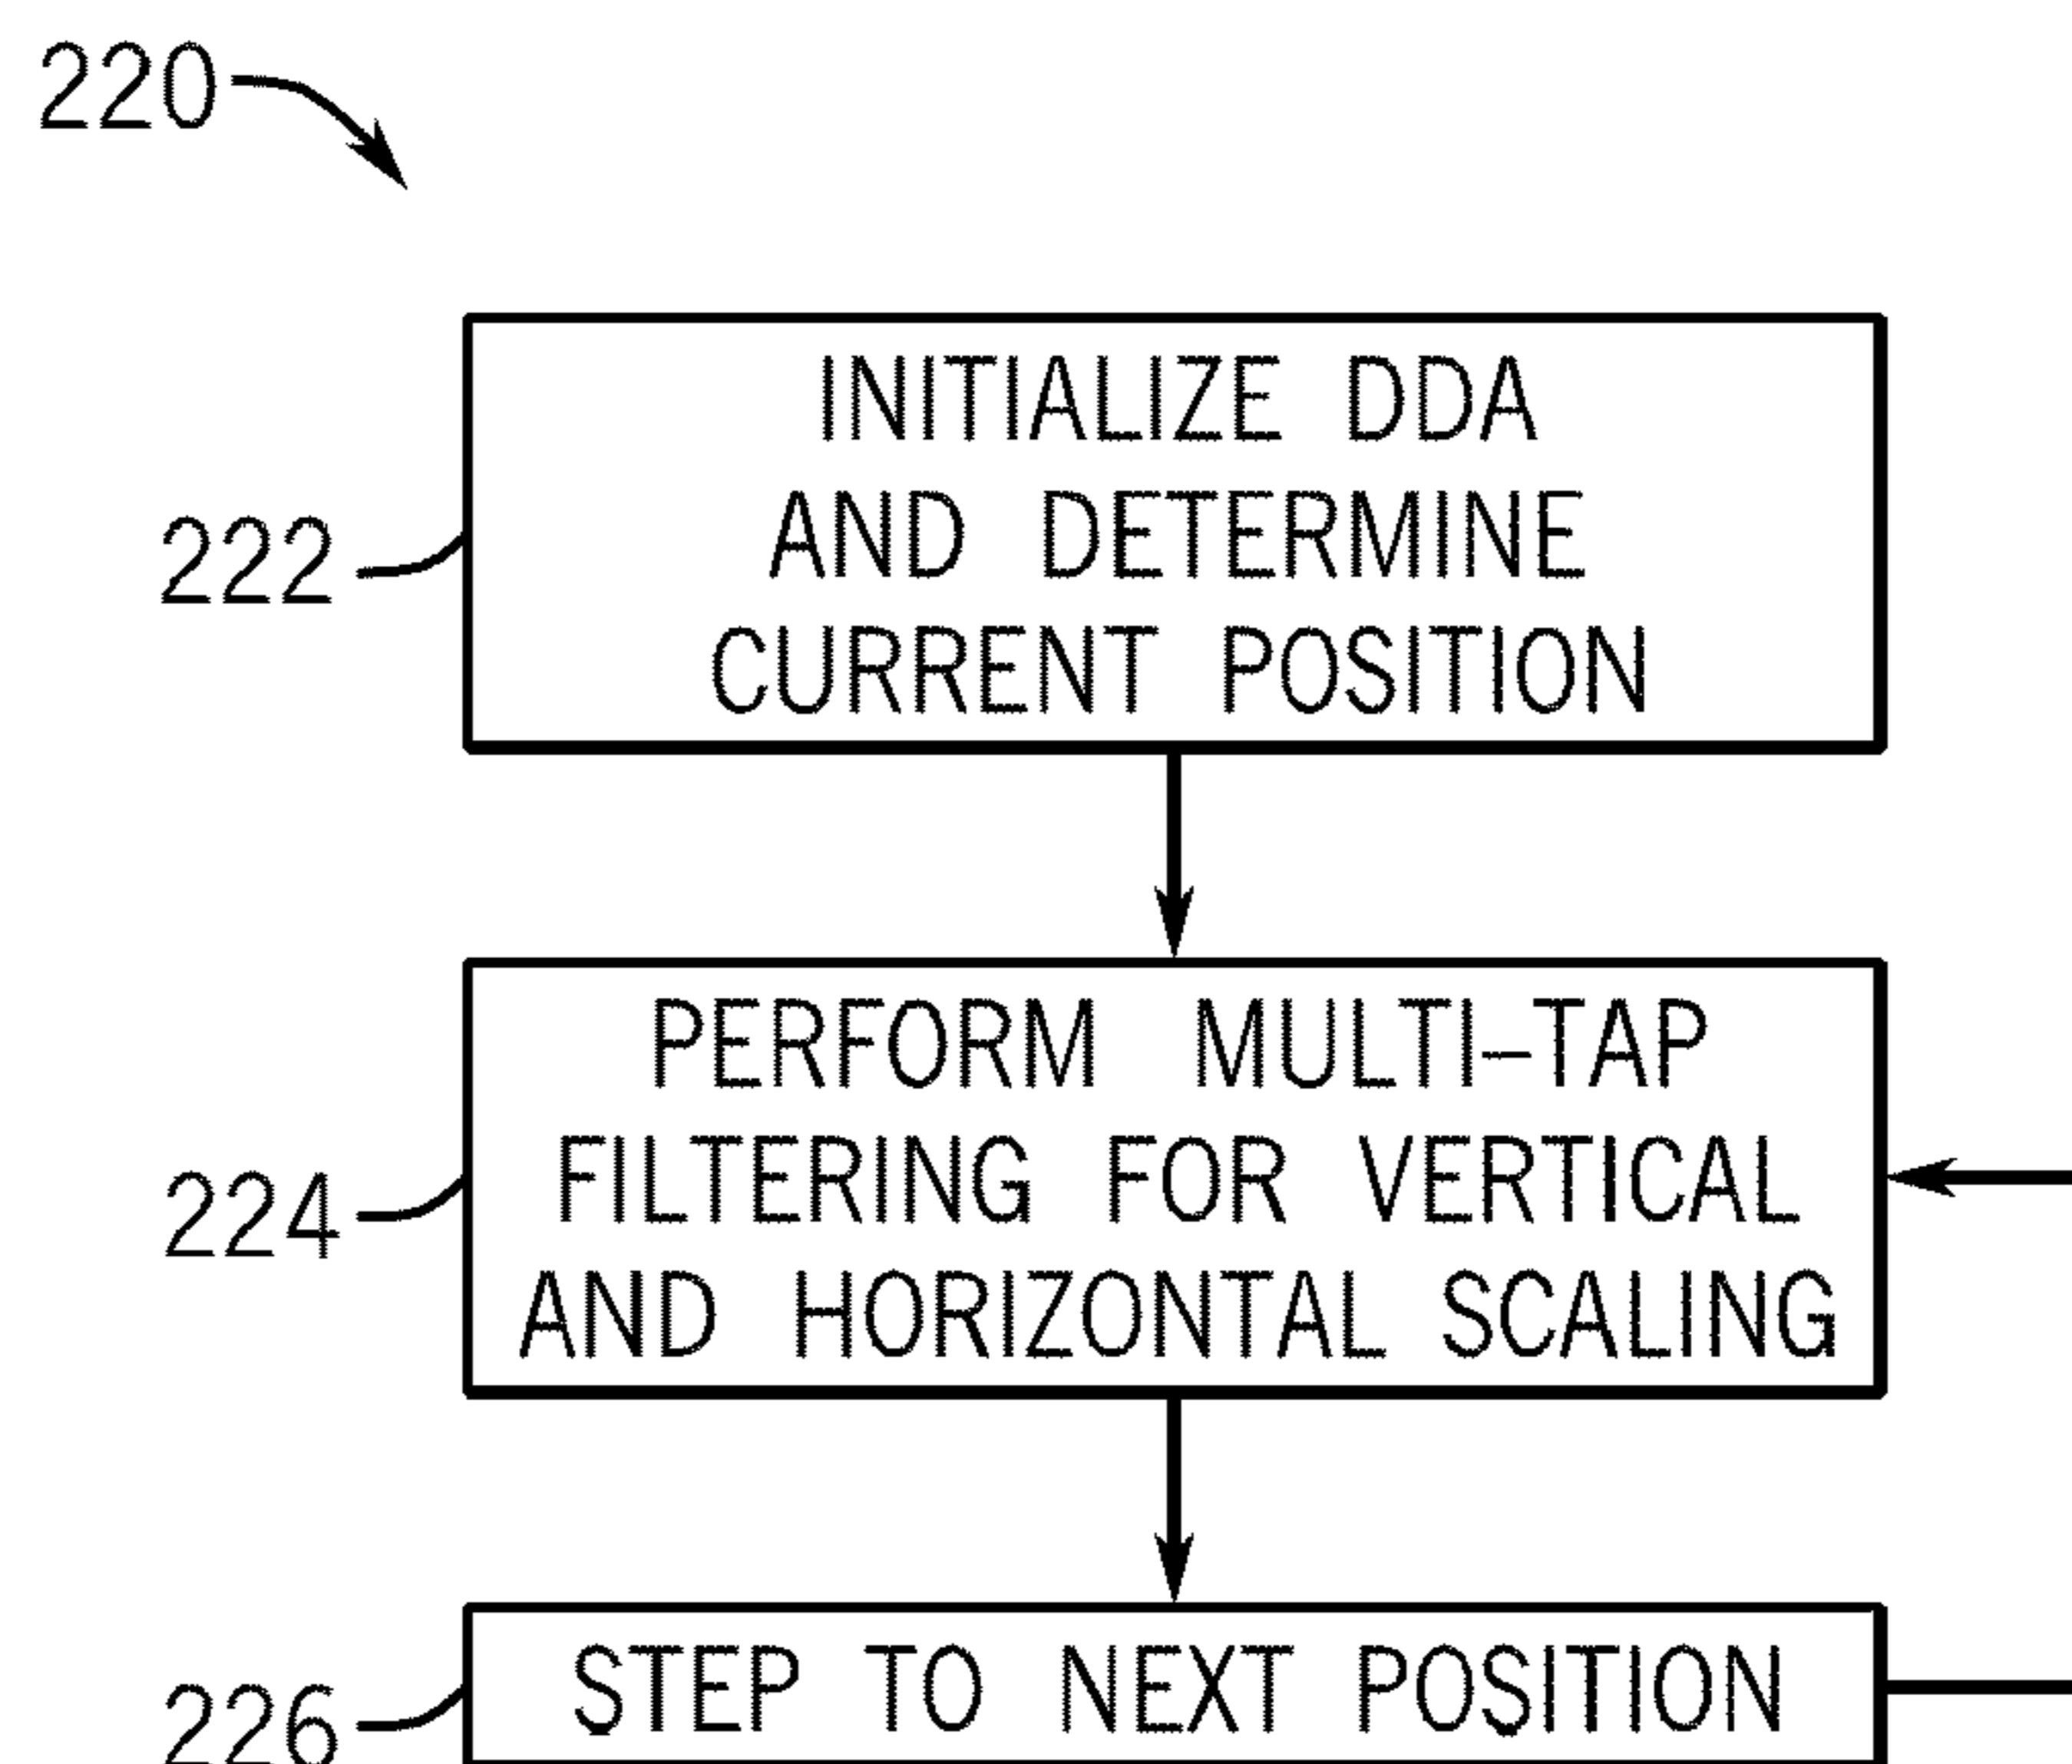 220
222
INITIALIZE DDA
AND DETERMINE
CURRENT POSITION
224
PERFORM MULTI–TAP
FILTERING FOR VERTICAL
AND HORIZONTAL SCALING
226
STEP TO NEXT POSITION